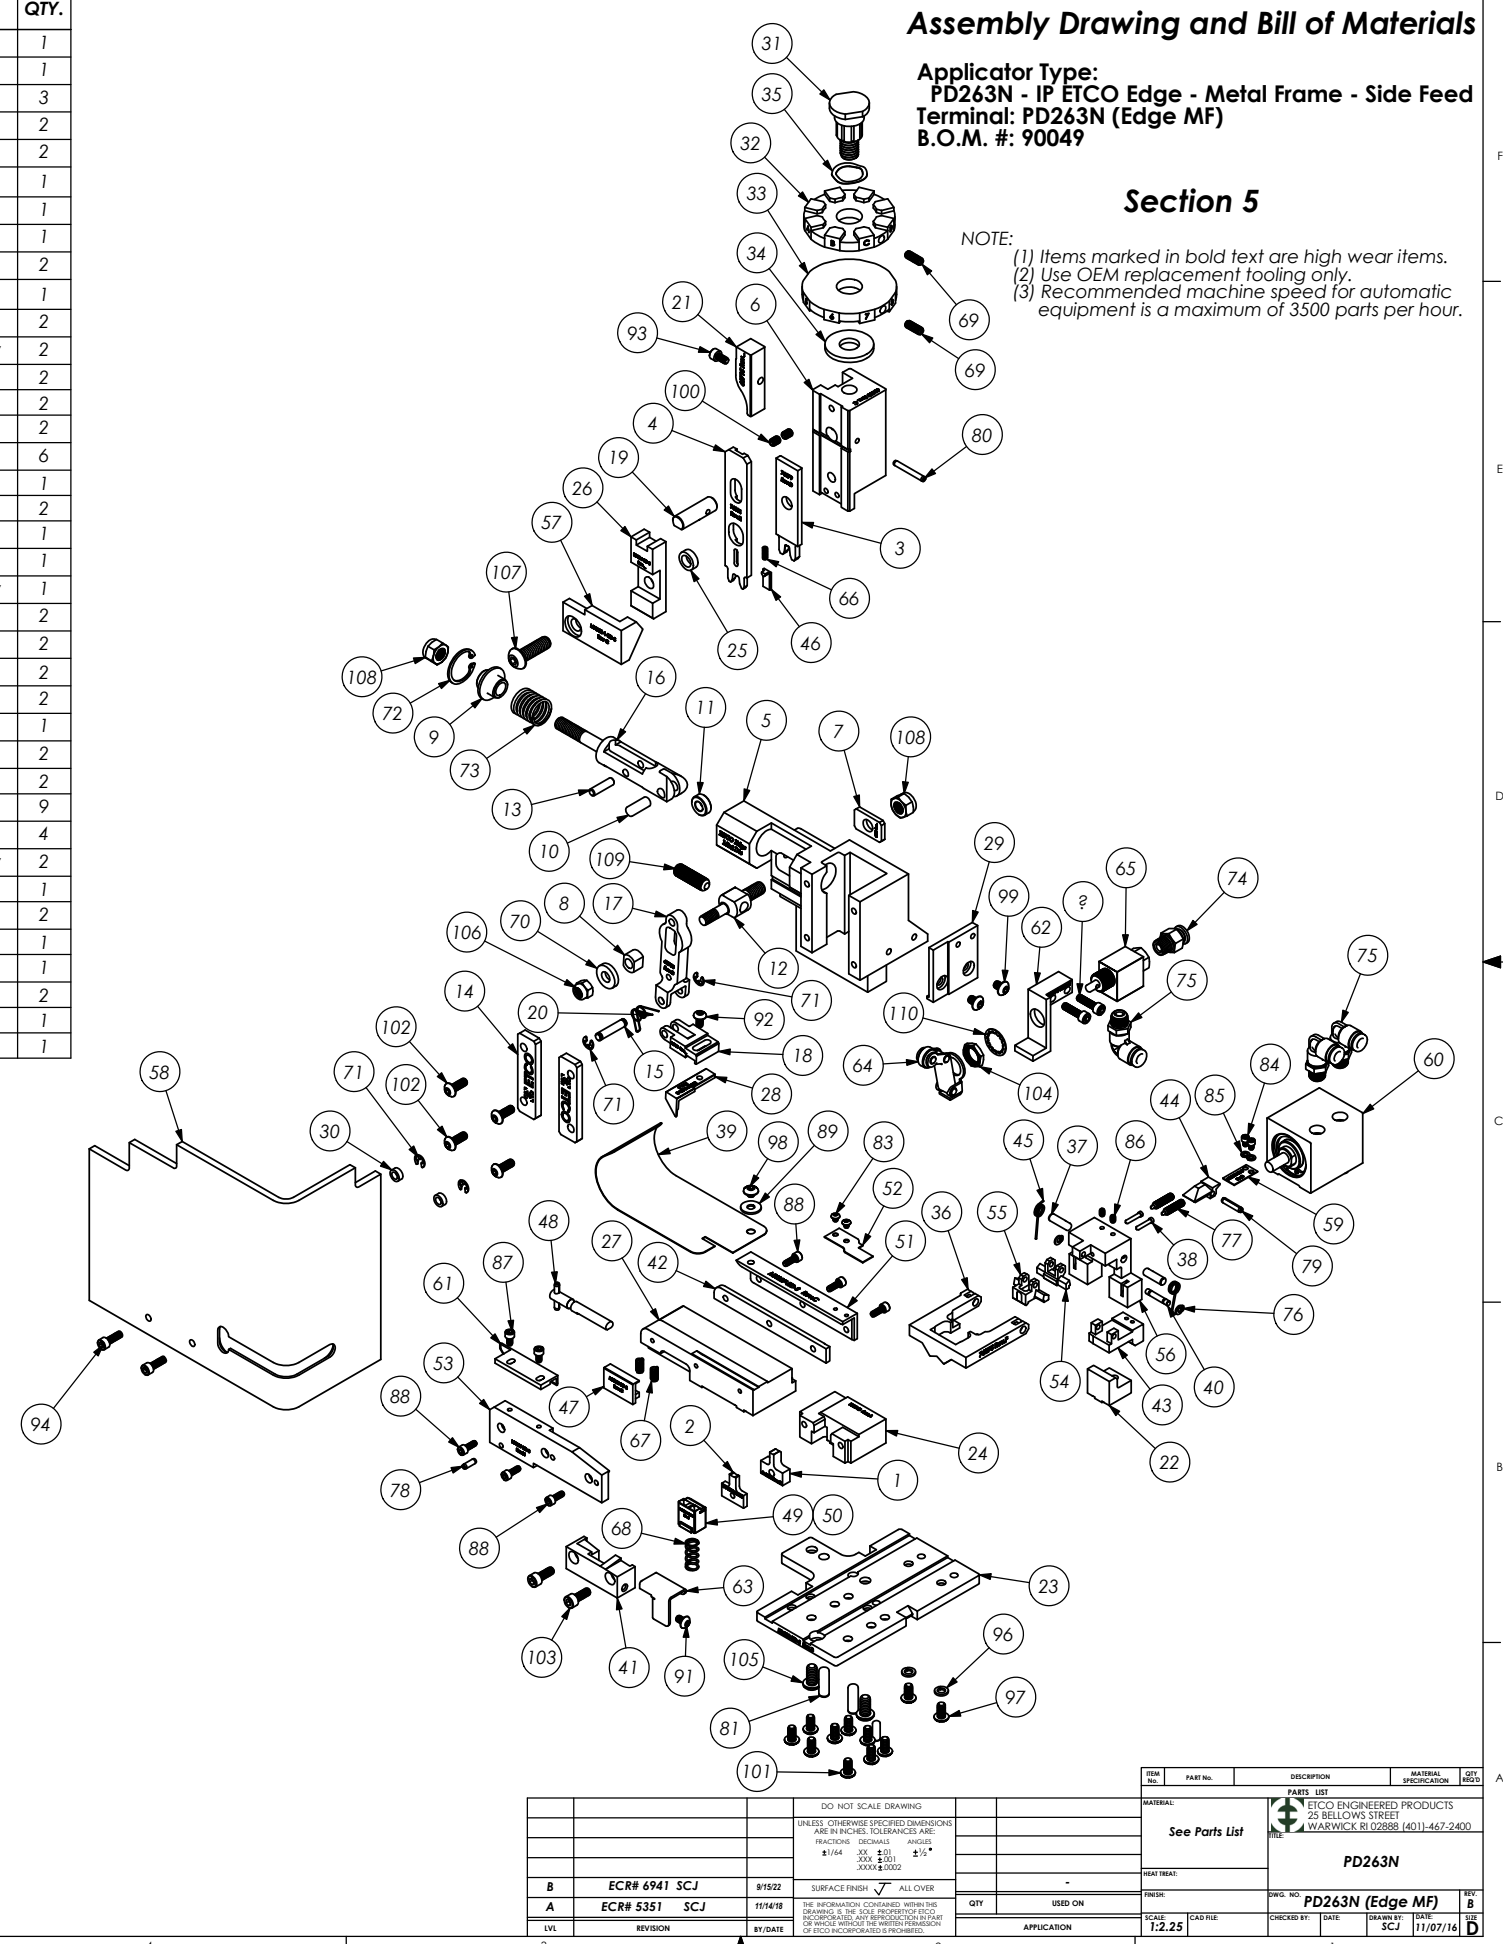 QTY.
1
1
3
2
2
1
1
1
2
1
2
2
2
2
2
6
1
2
1
1
1
2
2
2
2
1
2
2
9
4
2
1
2
1
1
2
1
1
Assembly Drawing and Bill of Materials
Applicator Type:
PD263N - IP ETCO Edge - Metal Frame - Side Feed
Terminal: PD263N (Edge MF)
B.O.M. #: 90049
Section 5
NOTE:
(1) Items marked in bold text are high wear items.
(2) Use OEM replacement tooling only.
(3) Recommended machine speed for automatic
equipment is a maximum of 3500 parts per hour.
F
E
D
C
B
A
31
35
32
33
34
6
21
93
69
69
100
4
80
19
26
57
3
107
66
46
25
108
72
9
73
16
11
5
7
108
13
10
109
29
65
74
17
8
70
106
99
62
?
75
12
71
75
14
20
92
110
102
15
18
64
104
58
71
102
71
28
84
60
30
39
98
89
83
45
37
86
44
85
52
88
36
55
59
48
27
42
51
77
79
38
87
61
76
53
54
56
40
47
43
94
88
67
2
24
22
1
78
49
50
88
68
63
23
103
41
91
105
96
81
97
101
ITEM No.
PART No.
DESCRIPTION
MATERIAL SPECIFICATION
QTY REQ'D
PARTS LIST
MATERIAL:
See Parts List
ETCO ENGINEERED PRODUCTS
25 BELLOWS STREET
WARWICK RI 02888 (401)-467-2400
TITLE:
PD263N
HEAT TREAT:
FINISH:
DWG. NO.
PD263N (Edge MF)
REV.
B
SCALE:
1:2.25
CAD FILE:
CHECKED BY:
DATE:
DRAWN BY:
SCJ
DATE:
11/07/16
SIZE
D
DO NOT SCALE DRAWING
UNLESS OTHERWISE SPECIFIED DIMENSIONS
ARE IN INCHES. TOLERANCES ARE:
FRACTIONS DECIMALS ANGLES
±1/64 .XX ±.01 ±½°
.XXX ±.001
.XXXX±.0002
SURFACE FINISH √ ALL OVER
THE INFORMATION CONTAINED WITHIN THIS
DRAWING IS THE SOLE PROPERTYOF ETCO
INCORPORATED. ANY REPRODUCTION IN PART
OR WHOLE WITHOUT THE WRITTEN PERMISSION
OF ETCO INCORPORATED IS PROHIBITED.
-
QTY
USED ON
APPLICATION
B
ECR# 6941 SCJ
9/15/22
A
ECR# 5351 SCJ
11/14/18
LVL
REVISION
BY/DATE